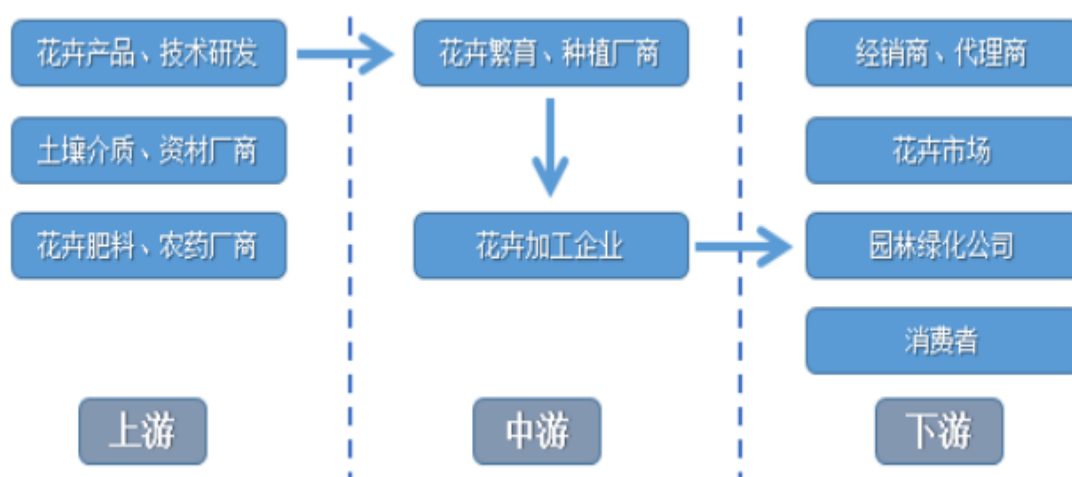 花卉产品、技术研发
花卉繁育、种植厂商
经销商、代理商
土壤介质、资材厂商
花卉市场
花卉肥料、农药厂商
花卉加工企业
园林绿化公司
消费者
上游
中游
下游